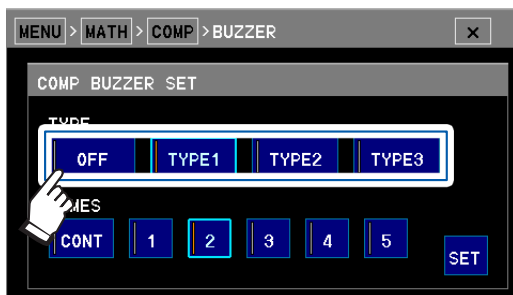 MENU > MATH > COMP > BUZZER ×
COMP BUZZER SET
TYPE
OFF TYPE1 TYPE2 TYPE3
CONT 1 2 3 4 5
SET